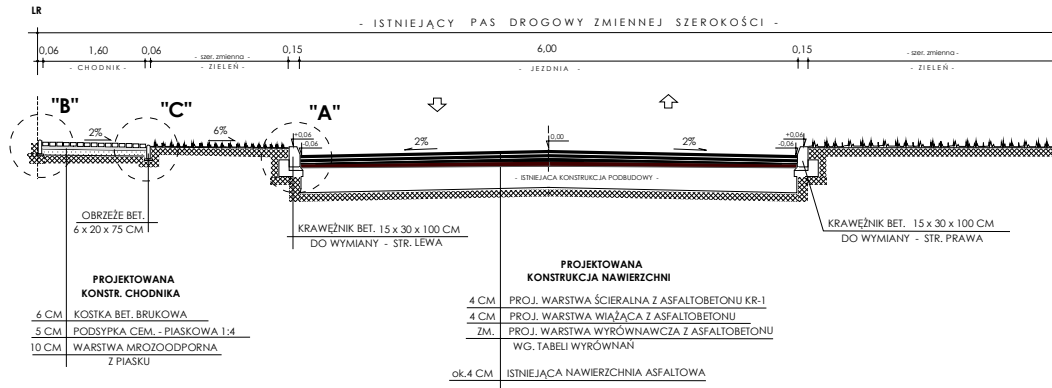 LR
- ISTNIEJĄCY PAS DROGOWY ZMIENNEJ SZEROKOŚCI -
0,06 1,60 0,06 - szer. zmienna - 0,15 6,00 0,15 - szer. zmienna -
- CHODNIK - - ZIELEŃ - - JEZDNIA - - ZIELEŃ -
"B" "C" "A"
2% 6% +0,06 -0,06 2% 0,00 2% +0,06 -0,06
- ISTNIEJACA KONSTRUKCJA PODBUDOWY -
OBRZEŻE BET.
6 x 20 x 75 CM
KRAWĘŻNIK BET. 15 x 30 x 100 CM
DO WYMIANY - STR. LEWA
KRAWĘŻNIK BET. 15 x 30 x 100 CM
DO WYMIANY - STR. PRAWA
PROJEKTOWANA
KONSTR. CHODNIKA
6 CM KOSTKA BET. BRUKOWA
5 CM PODSYPKA CEM. - PIASKOWA 1:4
10 CM WARSTWA MROZOODPORNA
Z PIASKU
PROJEKTOWANA
KONSTRUKCJA NAWIERZCHNI
4 CM PROJ. WARSTWA ŚCIERALNA Z ASFALTOBETONU KR-1
4 CM PROJ. WARSTWA WIĄŻĄCA Z ASFALTOBETONU
ZM. PROJ. WARSTWA WYRÓWNAWCZA Z ASFALTOBETONU
WG. TABELI WYRÓWNAŃ
ok.4 CM ISTNIEJĄCA NAWIERZCHNIA ASFALTOWA